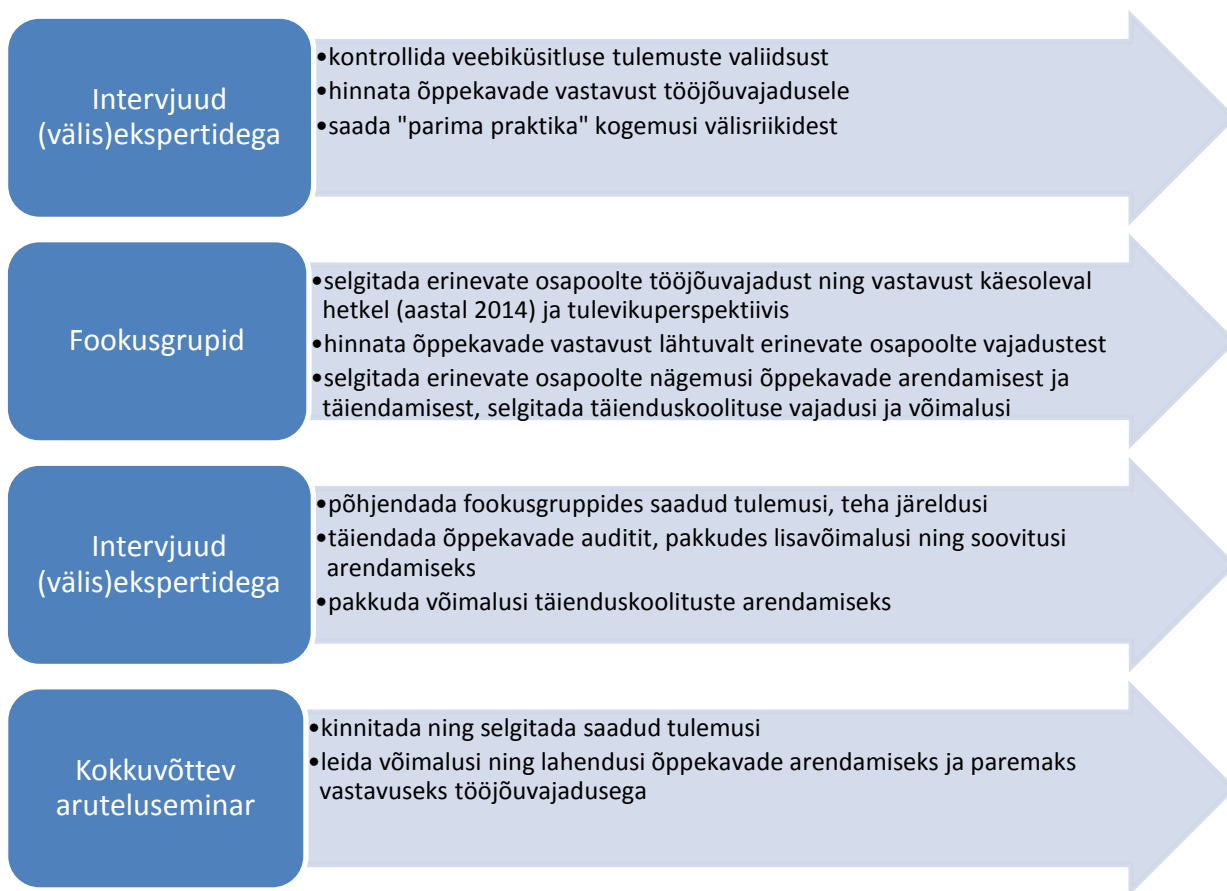 Intervjuud
(välis)ekspertidega
•kontrollida veebiküsitluse tulemuste valiidsust
•hinnata õppekavade vastavust tööjõuvajadusele
•saada "parima praktika" kogemusi välisriikidest
Fookusgrupid
•selgitada erinevate osapoolte tööjõuvajadust ning vastavust käesoleval
hetkel (aastal 2014) ja tulevikuperspektiivis
•hinnata õppekavade vastavust lähtuvalt erinevate osapoolte vajadustest
•selgitada erinevate osapoolte nägemusi õppekavade arendamisest ja
täiendamisest, selgitada täienduskoolituse vajadusi ja võimalusi
Intervjuud
(välis)ekspertidega
•põhjendada fookusgruppides saadud tulemusi, teha järeldusi
•täiendada õppekavade auditit, pakkudes lisavõimalusi ning soovitusi
arendamiseks
•pakkuda võimalusi täienduskoolituste arendamiseks
Kokkuvõttev
aruteluseminar
•kinnitada ning selgitada saadud tulemusi
•leida võimalusi ning lahendusi õppekavade arendamiseks ja paremaks
vastavuseks tööjõuvajadusega